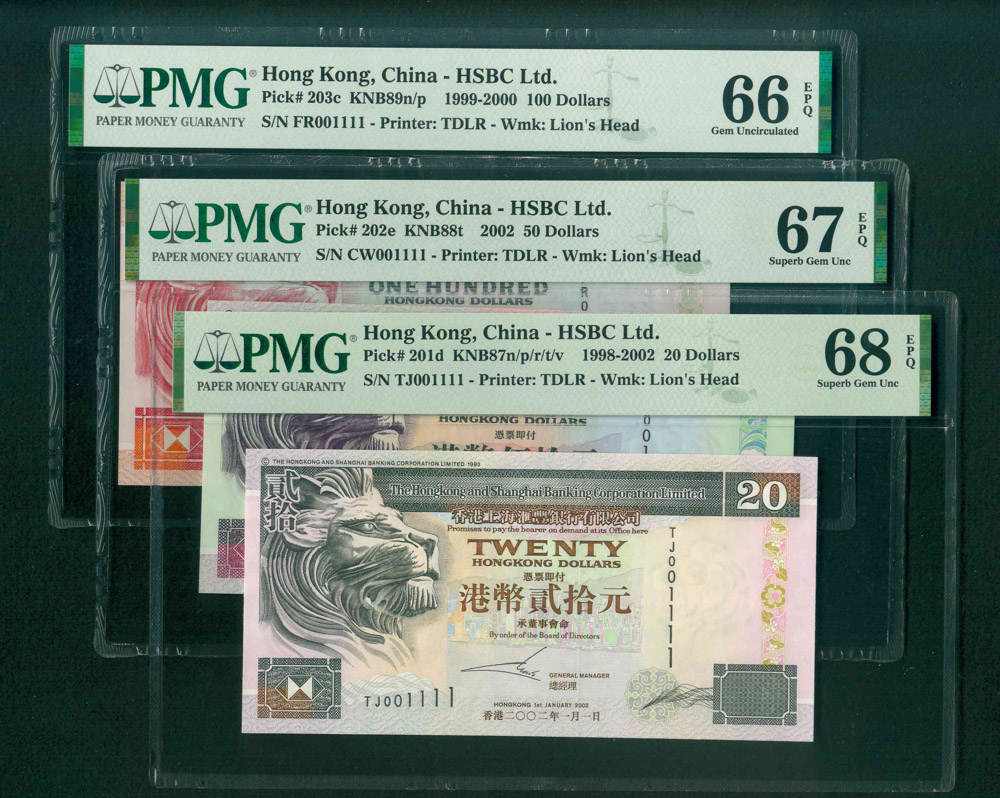 PMG®
PAPER MONEY GUARANTY
Hong Kong, China - HSBC Ltd.
Pick# 203c KNB89n/p 1999-2000 100 Dollars
S/N FR001111 - Printer: TDLR - Wmk: Lion's Head
66
EPQ
Gem Uncirculated
PMG®
PAPER MONEY GUARANTY
Hong Kong, China - HSBC Ltd.
Pick# 202e KNB88t 2002 50 Dollars
S/N CW001111 - Printer: TDLR - Wmk: Lion's Head
67
EPQ
Superb Gem Unc
ONE HUNDRED
HONGKONG DOLLARS
PMG®
PAPER MONEY GUARANTY
Hong Kong, China - HSBC Ltd.
Pick# 201d KNB87n/p/r/t/v 1998-2002 20 Dollars
S/N TJ001111 - Printer: TDLR - Wmk: Lion's Head
68
EPQ
Superb Gem Unc
HONGKONG DOLLARS
憑票即付
© THE HONGKONG AND SHANGHAI BANKING CORPORATION LIMITED 1993
貳拾
The Hongkong and Shanghai Banking Corporation Limited
20
香港上海滙豐銀行有限公司
Promises to pay the bearer on demand at its Office here
TWENTY
HONGKONG DOLLARS
憑票即付
港幣貳拾元
承董事會命
By order of the Board of Directors
TJ001111
GENERAL MANAGER
總經理
TJ001111
HONGKONG 1st JANUARY 2002
香港二〇〇二年一月一日